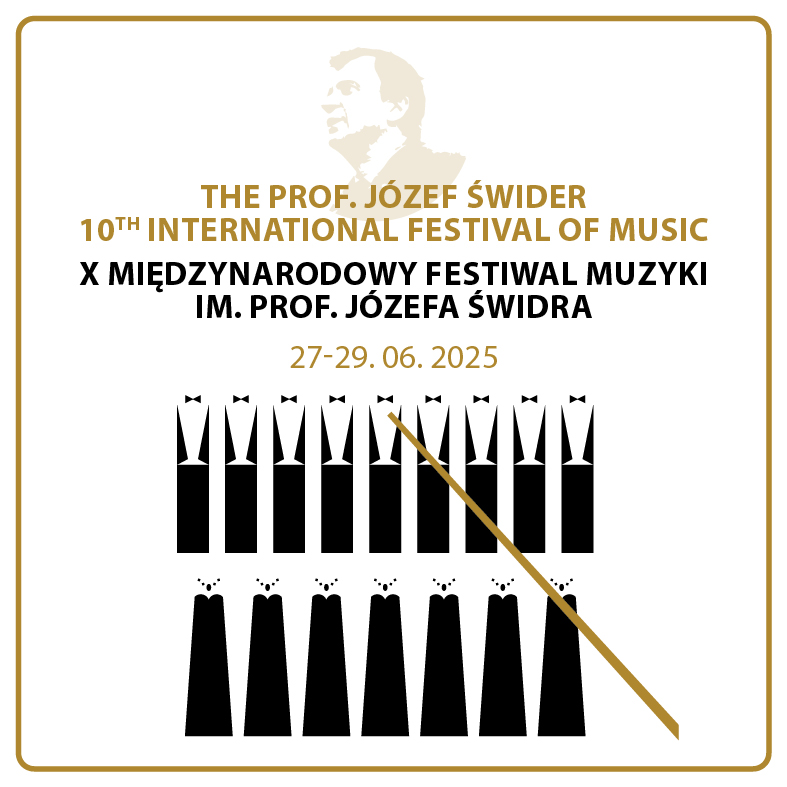 THE PROF. JÓZEF ŚWIDER
10TH INTERNATIONAL FESTIVAL OF MUSIC
X MIĘDZYNARODOWY FESTIWAL MUZYKI
IM. PROF. JÓZEFA ŚWIDRA
27-29. 06. 2025